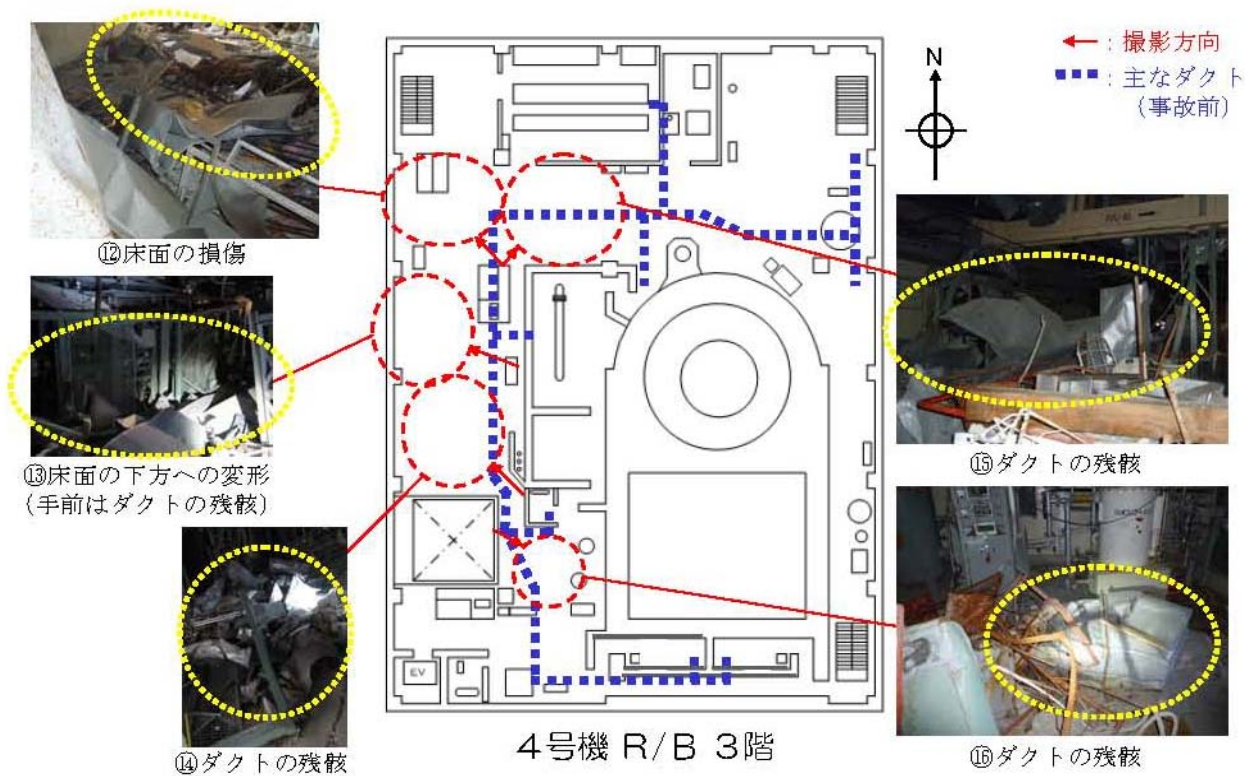 ←：撮影方向
：主なダクト
（事故前）
N
⑫床面の損傷
⑬床面の下方への変形
（手前はダクトの残骸）
⑮ダクトの残骸
EV
⑭ダクトの残骸
4号機 R/B 3階
⑯ダクトの残骸